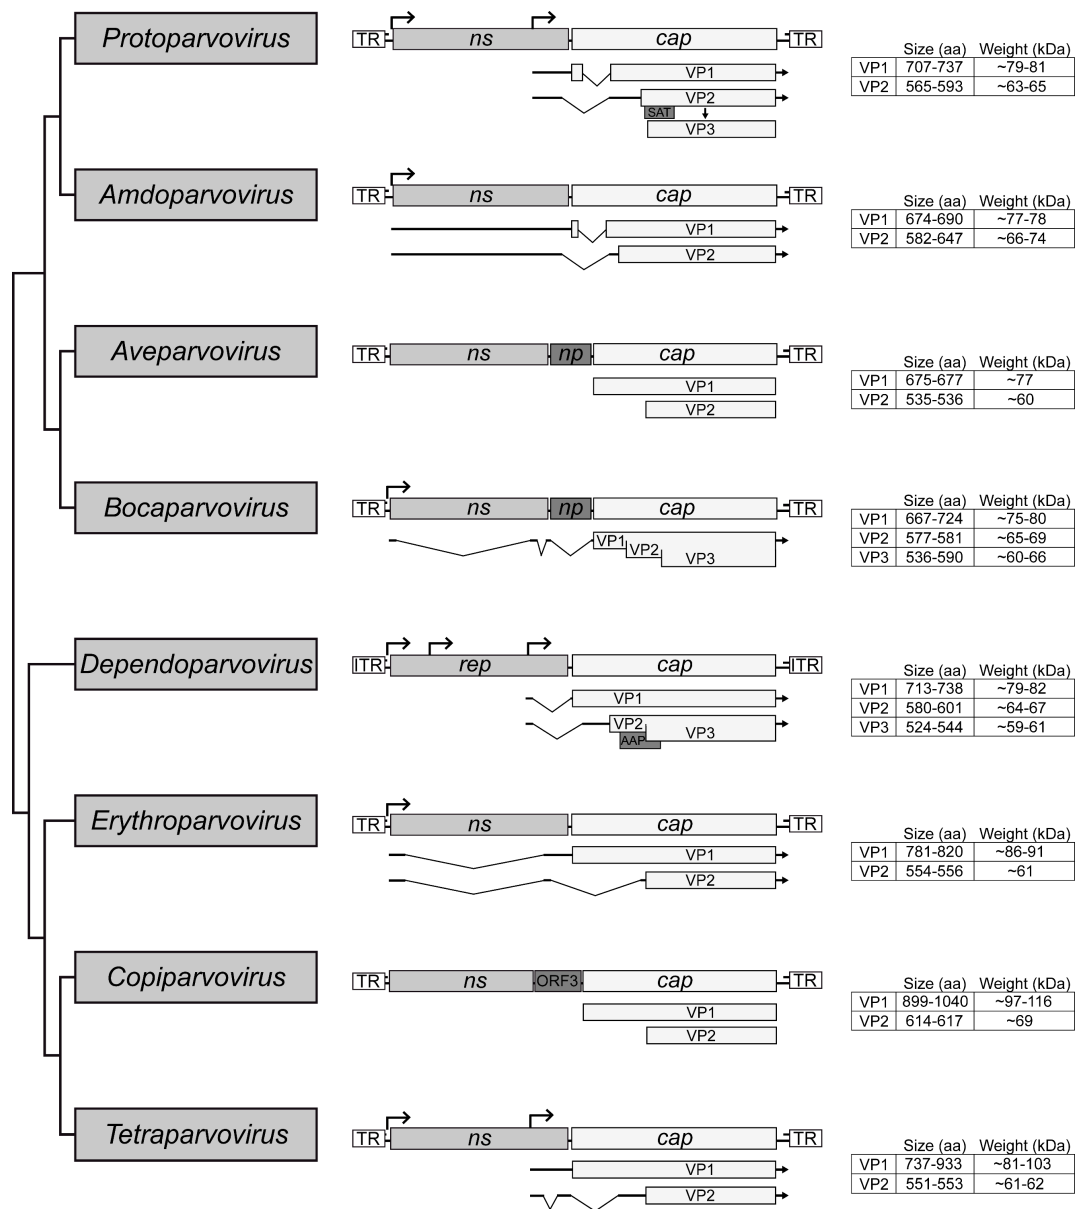 Protoparvovirus
TR ns cap TR
VP1
VP2
SAT
VP3
Size (aa) Weight (kDa)
VP1 707-737 ~79-81
VP2 565-593 ~63-65
Amdoparvovirus
TR ns cap TR
VP1
VP2
Size (aa) Weight (kDa)
VP1 674-690 ~77-78
VP2 582-647 ~66-74
Aveparvovirus
TR ns np cap TR
VP1
VP2
Size (aa) Weight (kDa)
VP1 675-677 ~77
VP2 535-536 ~60
Bocaparvovirus
TR ns np cap TR
VP1
VP2
VP3
Size (aa) Weight (kDa)
VP1 667-724 ~75-80
VP2 577-581 ~65-69
VP3 536-590 ~60-66
Dependoparvovirus
ITR rep cap ITR
VP1
VP2
VP3
AAP
Size (aa) Weight (kDa)
VP1 713-738 ~79-82
VP2 580-601 ~64-67
VP3 524-544 ~59-61
Erythroparvovirus
TR ns cap TR
VP1
VP2
Size (aa) Weight (kDa)
VP1 781-820 ~86-91
VP2 554-556 ~61
Copiparvovirus
TR ns ORF3 cap TR
VP1
VP2
Size (aa) Weight (kDa)
VP1 899-1040 ~97-116
VP2 614-617 ~69
Tetraparvovirus
TR ns cap TR
VP1
VP2
Size (aa) Weight (kDa)
VP1 737-933 ~81-103
VP2 551-553 ~61-62